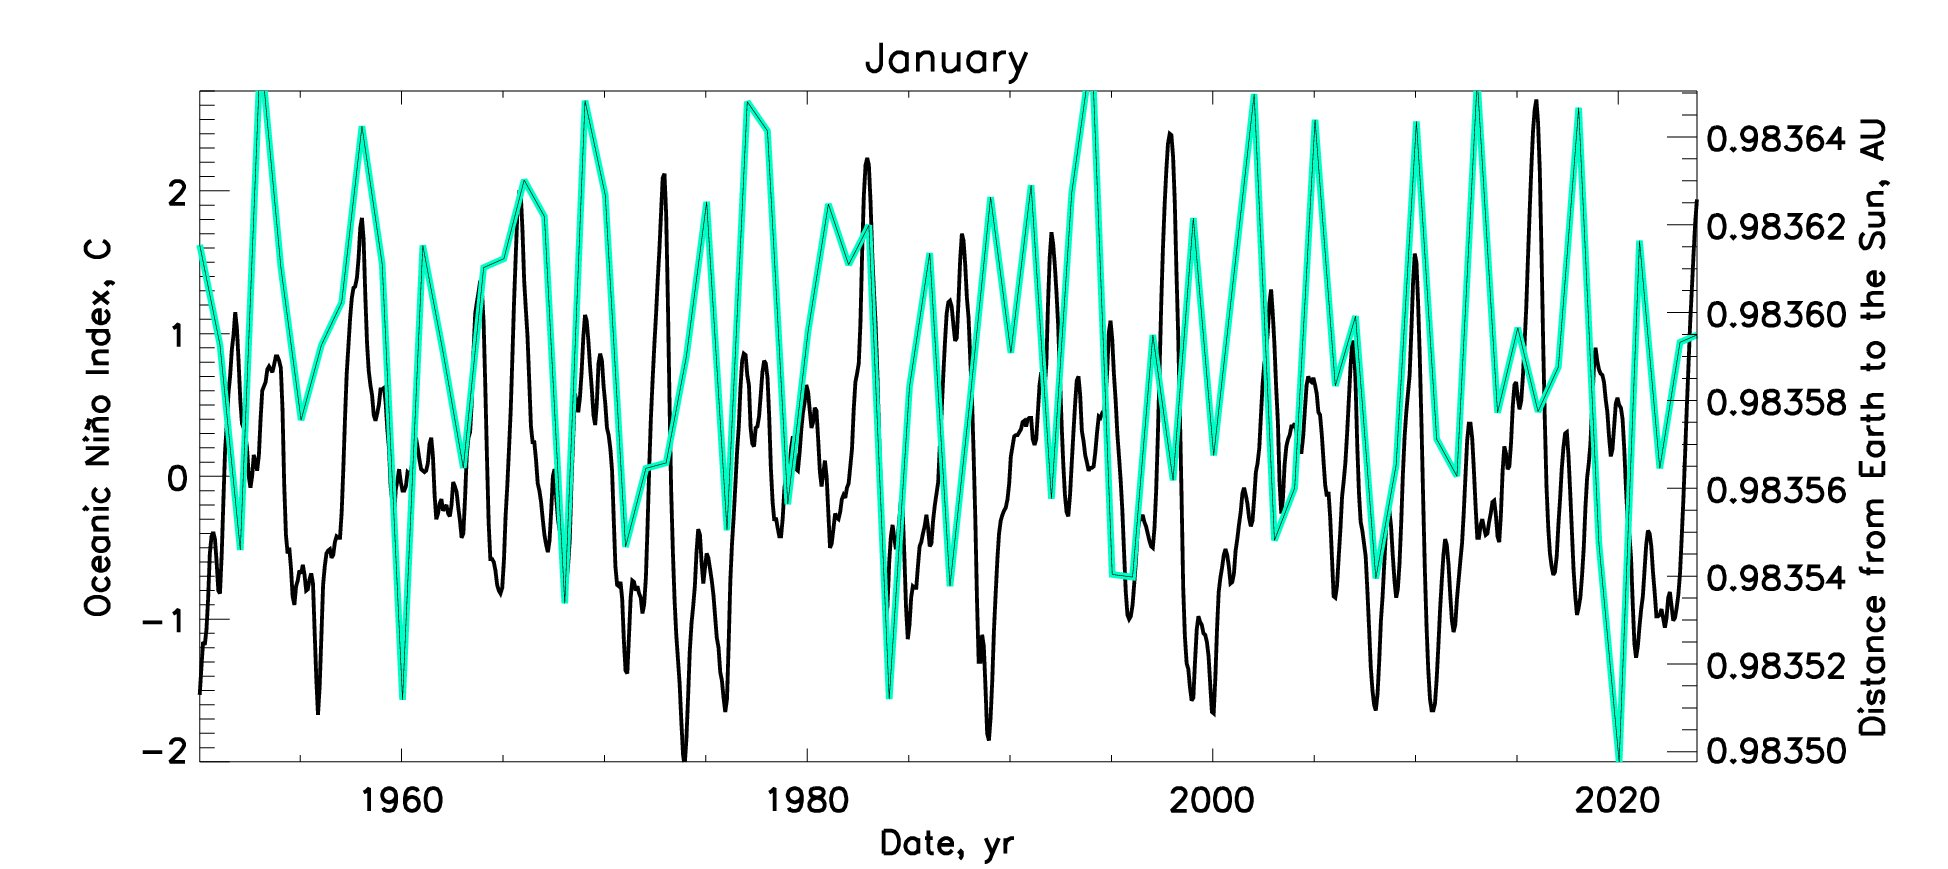 January
Oceanic Niño Index, C
2
1
0
−1
−2
0.98364
0.98362
0.98360
0.98358
0.98356
0.98354
0.98352
0.98350
Distance from Earth to the Sun, AU
1960 1980 2000 2020
Date, yr